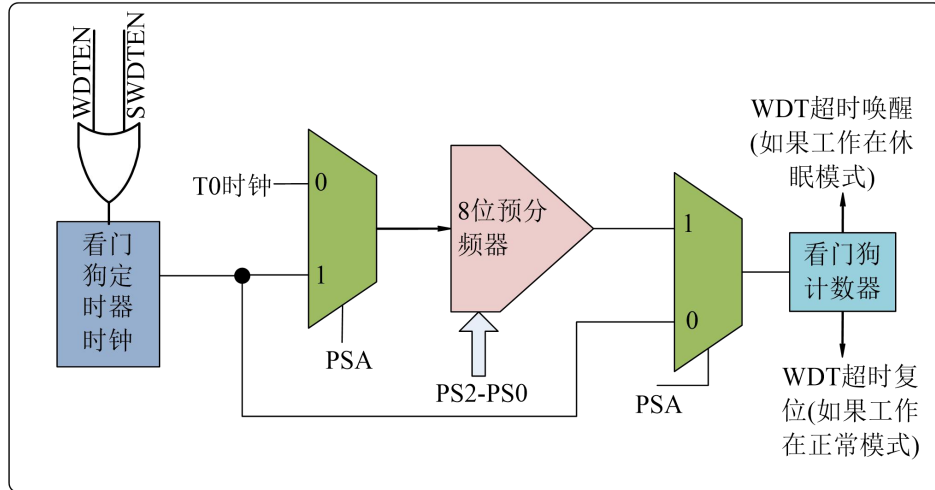 WDTEN
SWDTEN
看门
狗定
时器
时钟
T0时钟
0
1
PSA
8位预分
频器
PS2-PS0
1
0
PSA
WDT超时唤醒
(如果工作在休
眠模式)
看门狗
计数器
WDT超时复
位(如果工作
在正常模式)